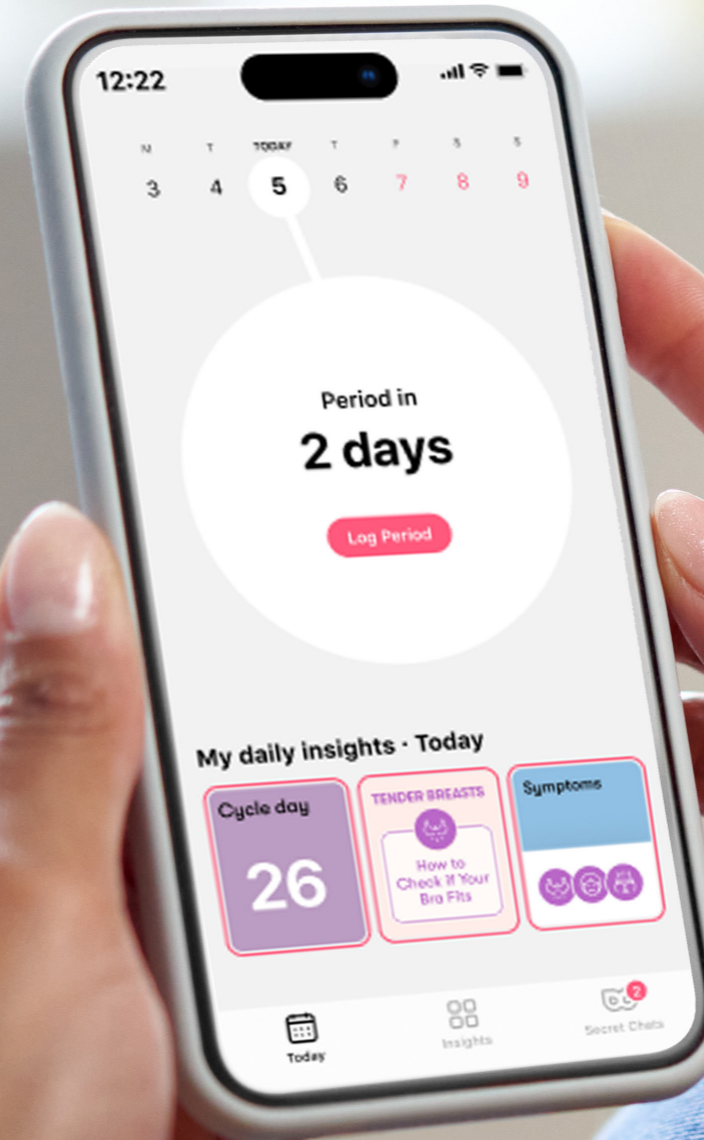 12:22
M T TODAY T F S S
3 4 5 6 7 8 9
Period in
2 days
Log Period
My daily insights · Today
Cycle day
26
TENDER BREASTS
How to
Check if Your
Bra Fits
Symptoms
Today
Insights
2
Secret Chats